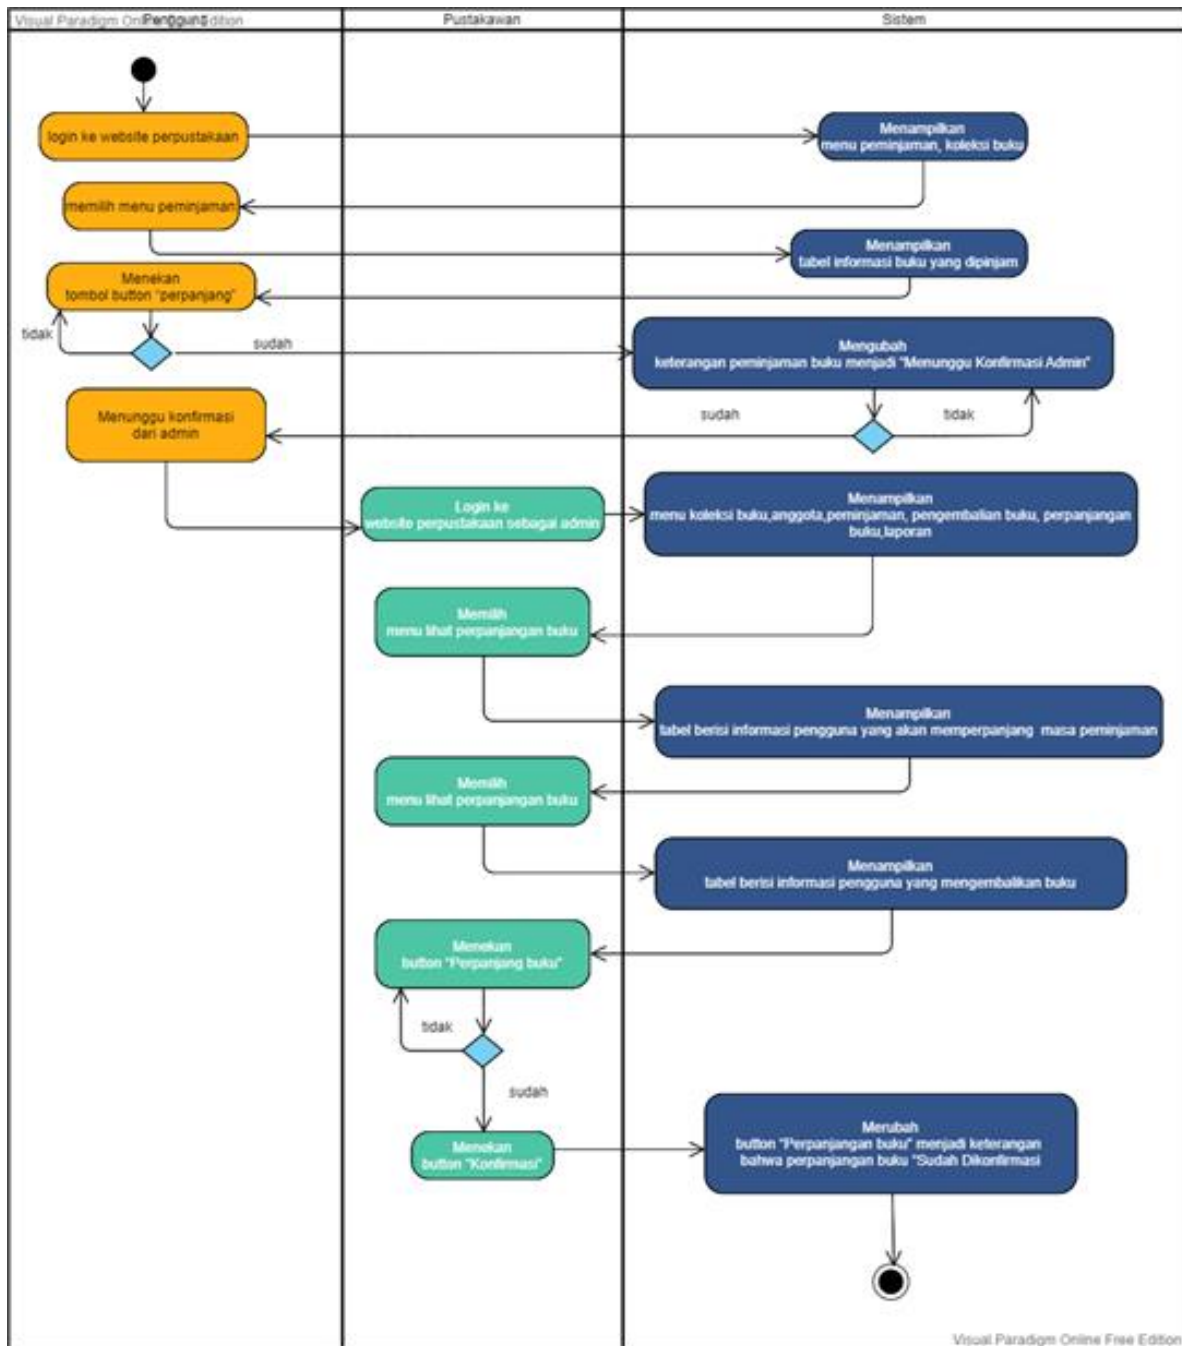 Visual Paradigm Online Free Edition
Pengguna
Pustakawan
Sistem
login ke website perpustakaan
Menampilkan
menu peminjaman, koleksi buku
memilih menu peminjaman
Menampilkan
tabel informasi buku yang dipinjam
Menekan
tombol button "perpanjang"
tidak
sudah
Mengubah
keterangan peminjaman buku menjadi "Menunggu Konfirmasi Admin"
Menunggu konfirmasi
dari admin
sudah
tidak
Login ke
website perpustakaan sebagai admin
Menampilkan
menu koleksi buku,anggota,peminjaman, pengembalian buku, perpanjangan
buku,laporan
Memilih
menu lihat perpanjangan buku
Menampilkan
tabel berisi informasi pengguna yang akan memperpanjang masa peminjaman
Memilih
menu lihat perpanjangan buku
Menampilkan
tabel berisi informasi pengguna yang mengembalikan buku
Menekan
button "Perpanjang buku"
tidak
sudah
Menekan
button "Konfirmasi"
Merubah
button "Perpanjangan buku" menjadi keterangan
bahwa perpanjangan buku "Sudah Dikonfirmasi
Visual Paradigm Online Free Edition